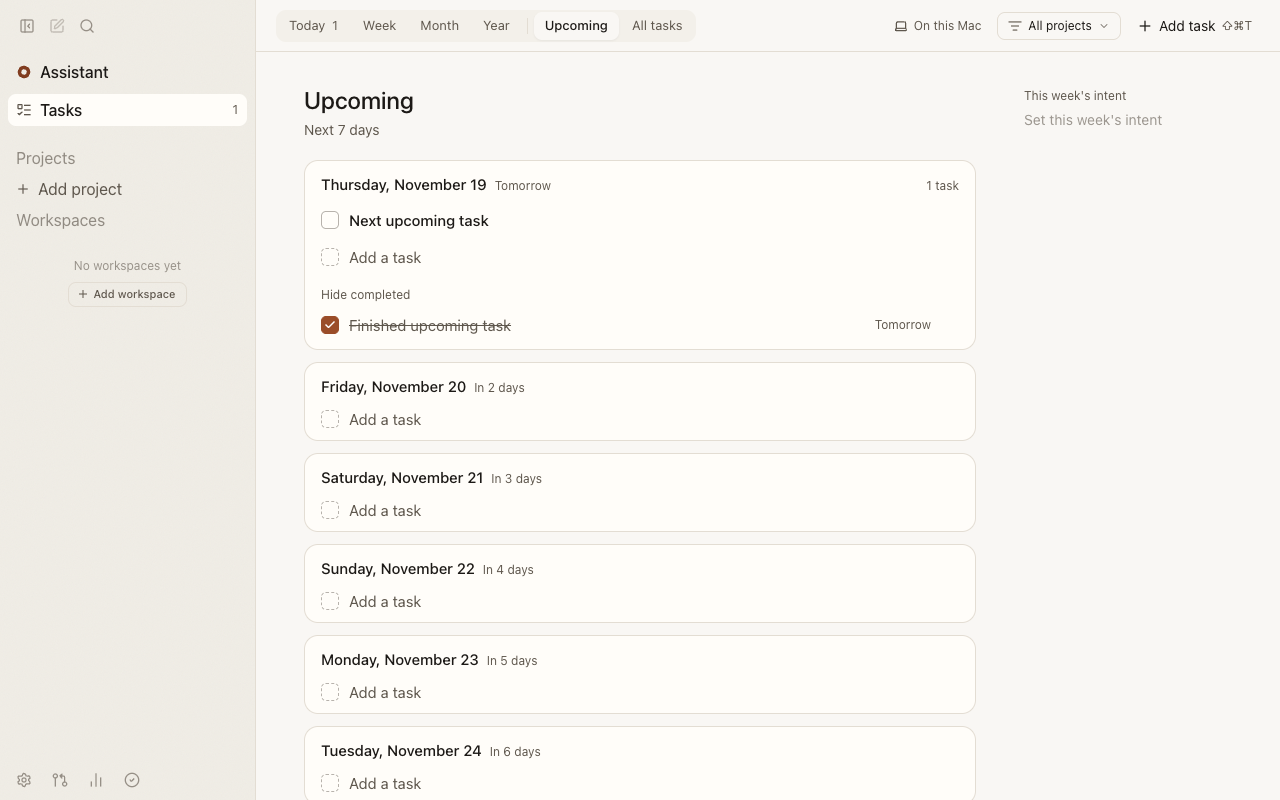 Assistant
Tasks 1
Projects
Add project
Workspaces
No workspaces yet
Add workspace
Today 1 Week Month Year Upcoming All tasks
On this Mac All projects Add task ⇧⌘T
Upcoming
Next 7 days
Thursday, November 19 Tomorrow 1 task
Next upcoming task
Add a task
Hide completed
Finished upcoming task Tomorrow
Friday, November 20 In 2 days
Add a task
Saturday, November 21 In 3 days
Add a task
Sunday, November 22 In 4 days
Add a task
Monday, November 23 In 5 days
Add a task
Tuesday, November 24 In 6 days
Add a task
This week's intent
Set this week's intent